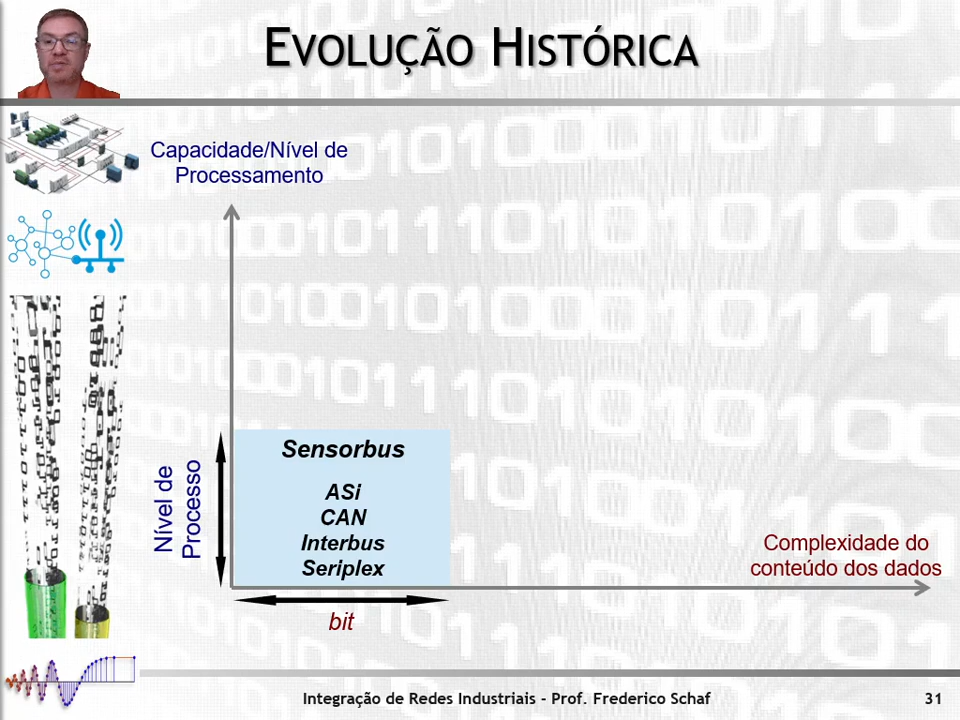 EVOLUÇÃO HISTÓRICA
Capacidade/Nível de
Processamento
Sensorbus
ASi
CAN
Interbus
Seriplex
Nível de
Processo
Complexidade do
conteúdo dos dados
bit
Integração de Redes Industriais - Prof. Frederico Schaf
31